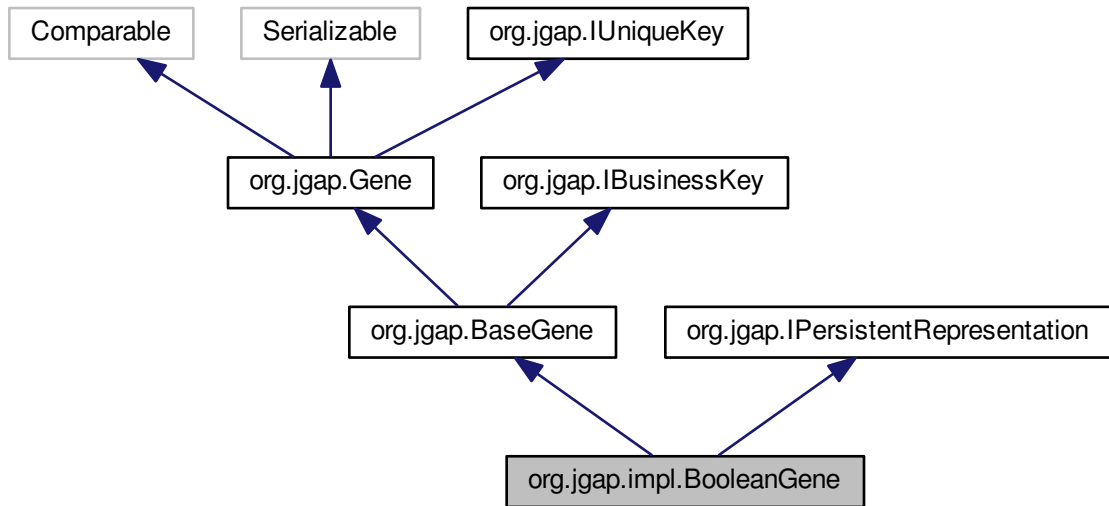 Comparable
Serializable
org.jgap.IUniqueKey
org.jgap.Gene
org.jgap.IBusinessKey
org.jgap.BaseGene
org.jgap.IPersistentRepresentation
org.jgap.impl.BooleanGene